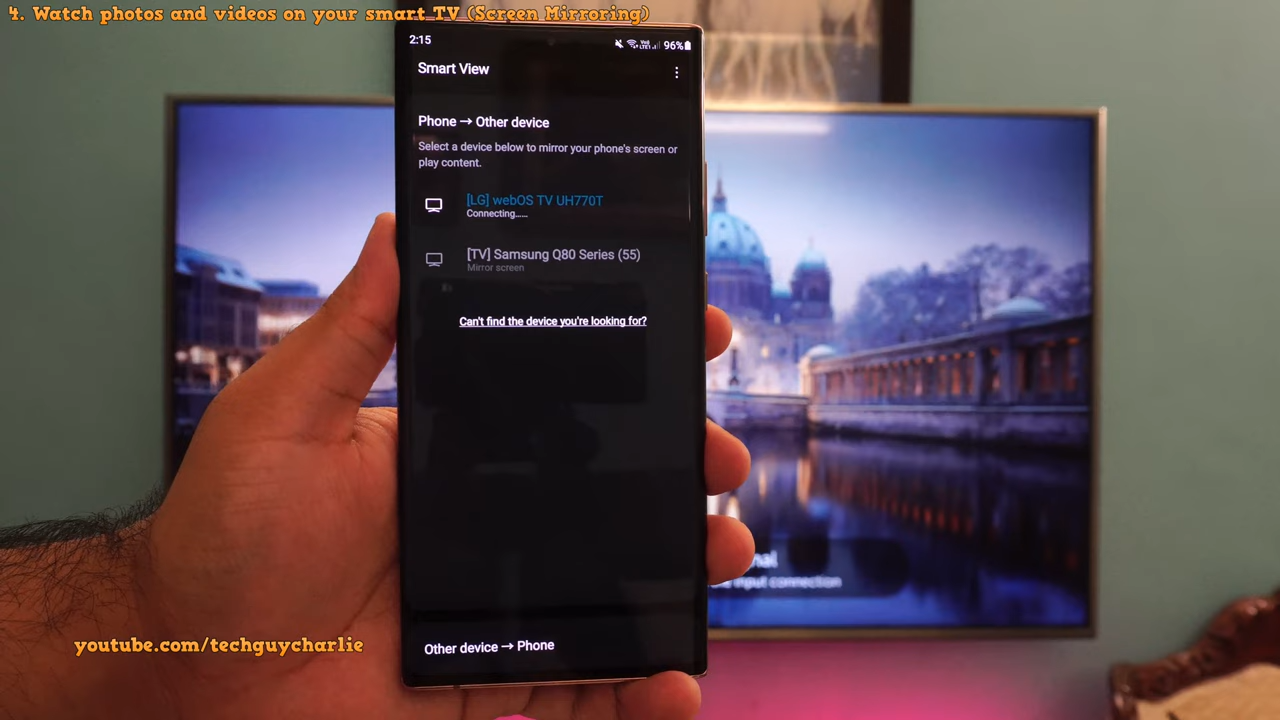 4. Watch photos and videos on your smart TV (Screen Mirroring)
2:15
96%
Smart View
Phone → Other device
Select a device below to mirror your phone's screen or
play content.
[LG] webOS TV UH770T
Connecting......
[TV] Samsung Q80 Series (55)
Mirror screen
Can't find the device you're looking for?
input connection
youtube.com/techguycharlie
Other device → Phone